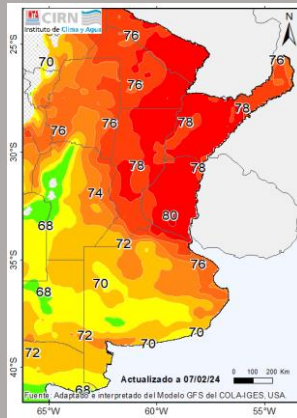 INTA CIRN
Instituto de Clima y Agua
25°S
30°S
35°S
40°S
76
70
76
76
78
76
78
78
78
74
80
68
72
76
68
70
72
70
70
72
68
Actualizado a 07/02/24
0 100 200
Km
Fuente: Adaptado e interpretado del Modelo GFS del COLA-IGES, USA.
65°W 60°W 55°W